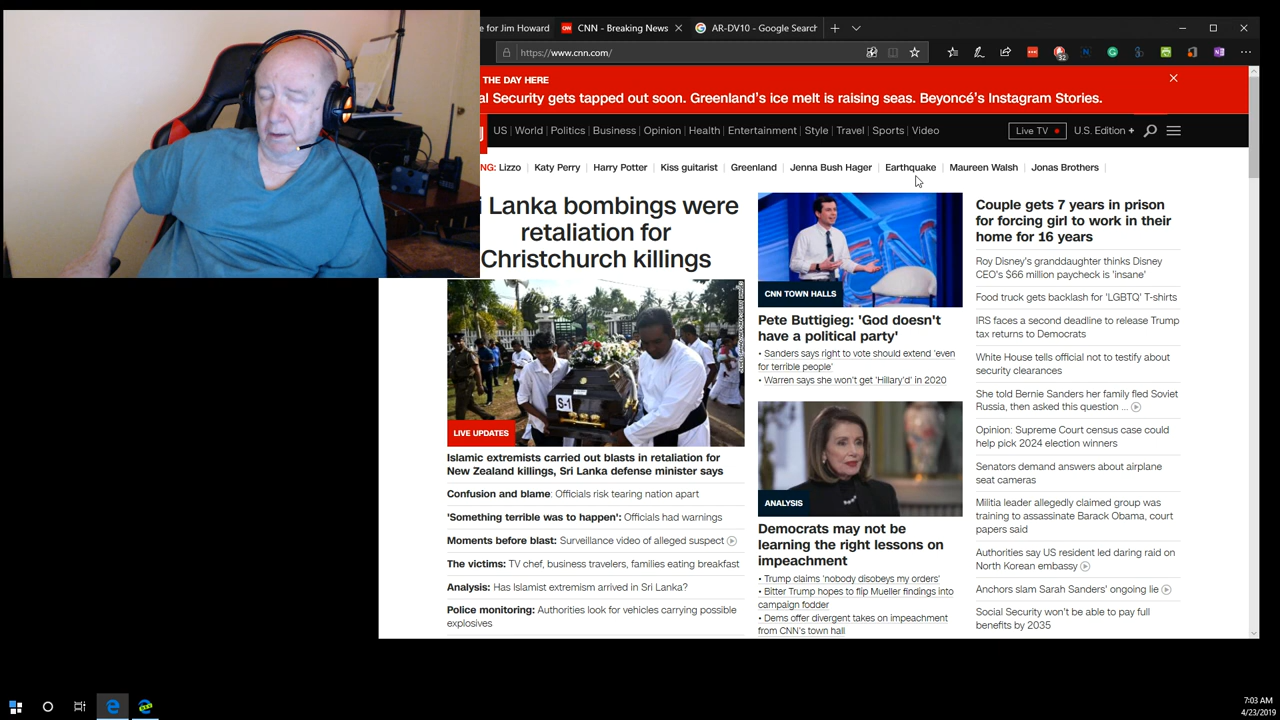 e for Jim Howard
CNN - Breaking News
AR-DV10 - Google Search
https://www.cnn.com/
32
THE DAY HERE
al Security gets tapped out soon. Greenland's ice melt is raising seas. Beyoncé's Instagram Stories.
US World Politics Business Opinion Health Entertainment Style Travel Sports Video
Live TV
U.S. Edition +
NG: Lizzo Katy Perry Harry Potter Kiss guitarist Greenland Jenna Bush Hager Earthquake Maureen Walsh Jonas Brothers
i Lanka bombings were
retaliation for
Christchurch killings
S-1
LIVE UPDATES
Islamic extremists carried out blasts in retaliation for
New Zealand killings, Sri Lanka defense minister says
Confusion and blame: Officials risk tearing nation apart
'Something terrible was to happen': Officials had warnings
Moments before blast: Surveillance video of alleged suspect
The victims: TV chef, business travelers, families eating breakfast
Analysis: Has Islamist extremism arrived in Sri Lanka?
Police monitoring: Authorities look for vehicles carrying possible
explosives
CNN TOWN HALLS
Pete Buttigieg: 'God doesn't
have a political party'
• Sanders says right to vote should extend 'even
for terrible people'
• Warren says she won't get 'Hillary'd' in 2020
ANALYSIS
Democrats may not be
learning the right lessons on
impeachment
• Trump claims 'nobody disobeys my orders'
• Bitter Trump hopes to flip Mueller findings into
campaign fodder
• Dems offer divergent takes on impeachment
from CNN's town hall
Couple gets 7 years in prison
for forcing girl to work in their
home for 16 years
Roy Disney's granddaughter thinks Disney
CEO's $66 million paycheck is 'insane'
Food truck gets backlash for 'LGBTQ' T-shirts
IRS faces a second deadline to release Trump
tax returns to Democrats
White House tells official not to testify about
security clearances
She told Bernie Sanders her family fled Soviet
Russia, then asked this question ...
Opinion: Supreme Court census case could
help pick 2024 election winners
Senators demand answers about airplane
seat cameras
Militia leader allegedly claimed group was
training to assassinate Barack Obama, court
papers said
Authorities say US resident led daring raid on
North Korean embassy
Anchors slam Sarah Sanders' ongoing lie
Social Security won't be able to pay full
benefits by 2035
7:03 AM
4/23/2019